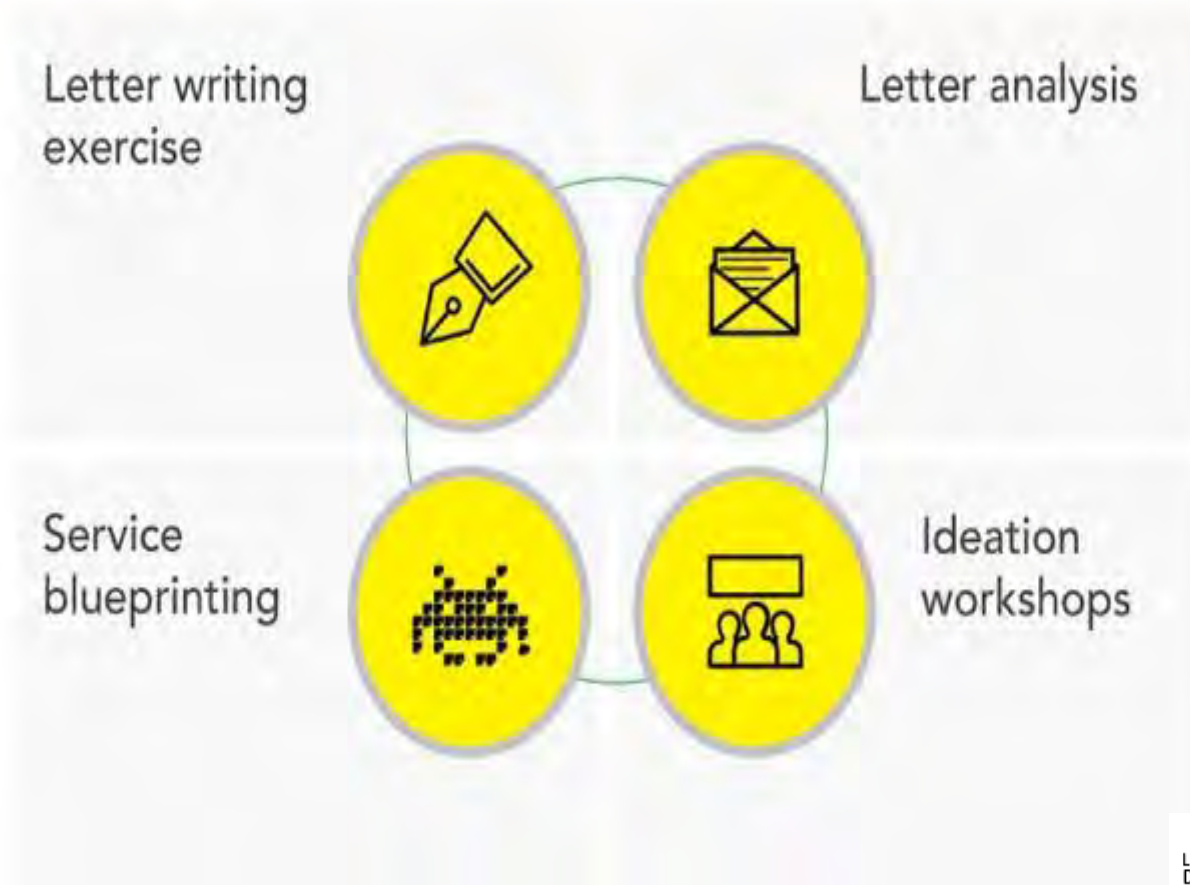 Letter writing
exercise
Letter analysis
Service
blueprinting
Ideation
workshops
L
D